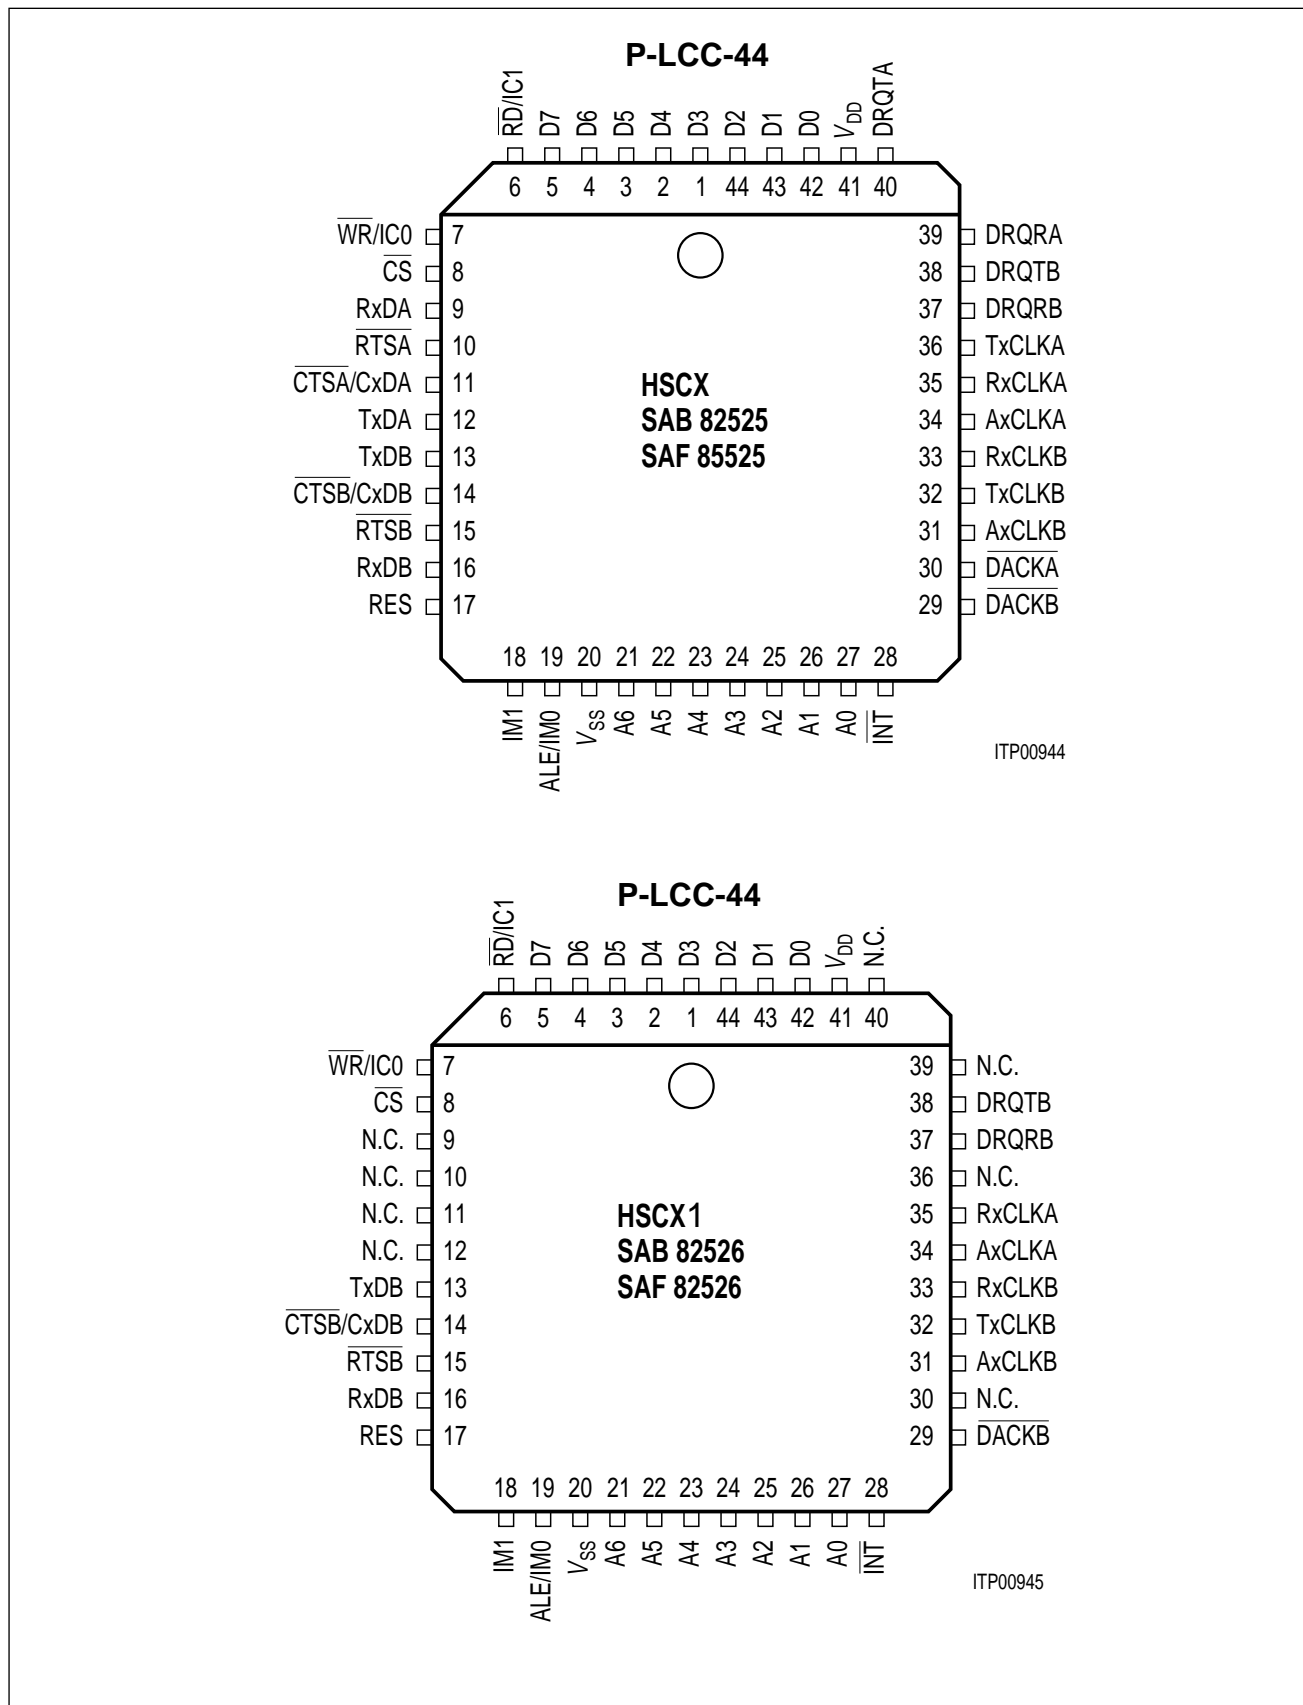 P-LCC-44
RD/IC1 D7 D6 D5 D4 D3 D2 D1 D0 VDD DRQTA
6 5 4 3 2 1 44 43 42 41 40
WR/IC0 7 39 DRQRA
CS 8 38 DRQTB
RxDA 9 37 DRQRB
RTSA 10 36 TxCLKA
CTSA/CxDA 11 35 RxCLKA
TxDA 12 34 AxCLKA
TxDB 13 33 RxCLKB
CTSB/CxDB 14 32 TxCLKB
RTSB 15 31 AxCLKB
RxDB 16 30 DACKA
RES 17 29 DACKB
HSCX
SAB 82525
SAF 85525
18 19 20 21 22 23 24 25 26 27 28
IM1 ALE/IM0 VSS A6 A5 A4 A3 A2 A1 A0 INT
ITP00944
P-LCC-44
RD/IC1 D7 D6 D5 D4 D3 D2 D1 D0 VDD N.C.
6 5 4 3 2 1 44 43 42 41 40
WR/IC0 7 39 N.C.
CS 8 38 DRQTB
N.C. 9 37 DRQRB
N.C. 10 36 N.C.
N.C. 11 35 RxCLKA
N.C. 12 34 AxCLKA
TxDB 13 33 RxCLKB
CTSB/CxDB 14 32 TxCLKB
RTSB 15 31 AxCLKB
RxDB 16 30 N.C.
RES 17 29 DACKB
HSCX1
SAB 82526
SAF 82526
18 19 20 21 22 23 24 25 26 27 28
IM1 ALE/IM0 VSS A6 A5 A4 A3 A2 A1 A0 INT
ITP00945